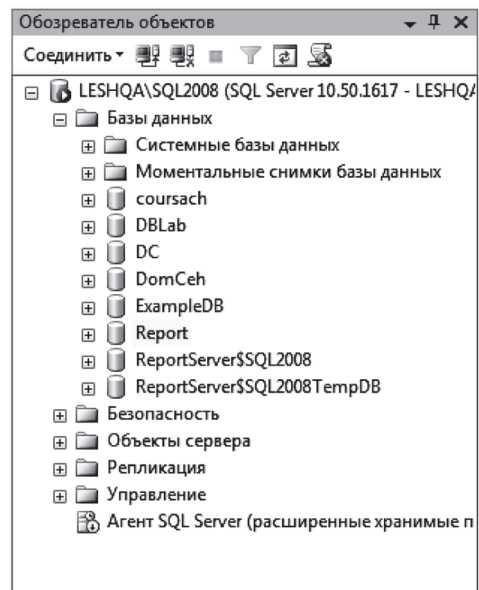 Обозреватель объектов
Соединить
LESHQA\SQL2008 (SQL Server 10.50.1617 - LESHQA
Базы данных
Системные базы данных
Моментальные снимки базы данных
coursach
DBLab
DC
DomCeh
ExampleDB
Report
ReportServer$SQL2008
ReportServer$SQL2008TempDB
Безопасность
Объекты сервера
Репликация
Управление
Агент SQL Server (расширенные хранимые п